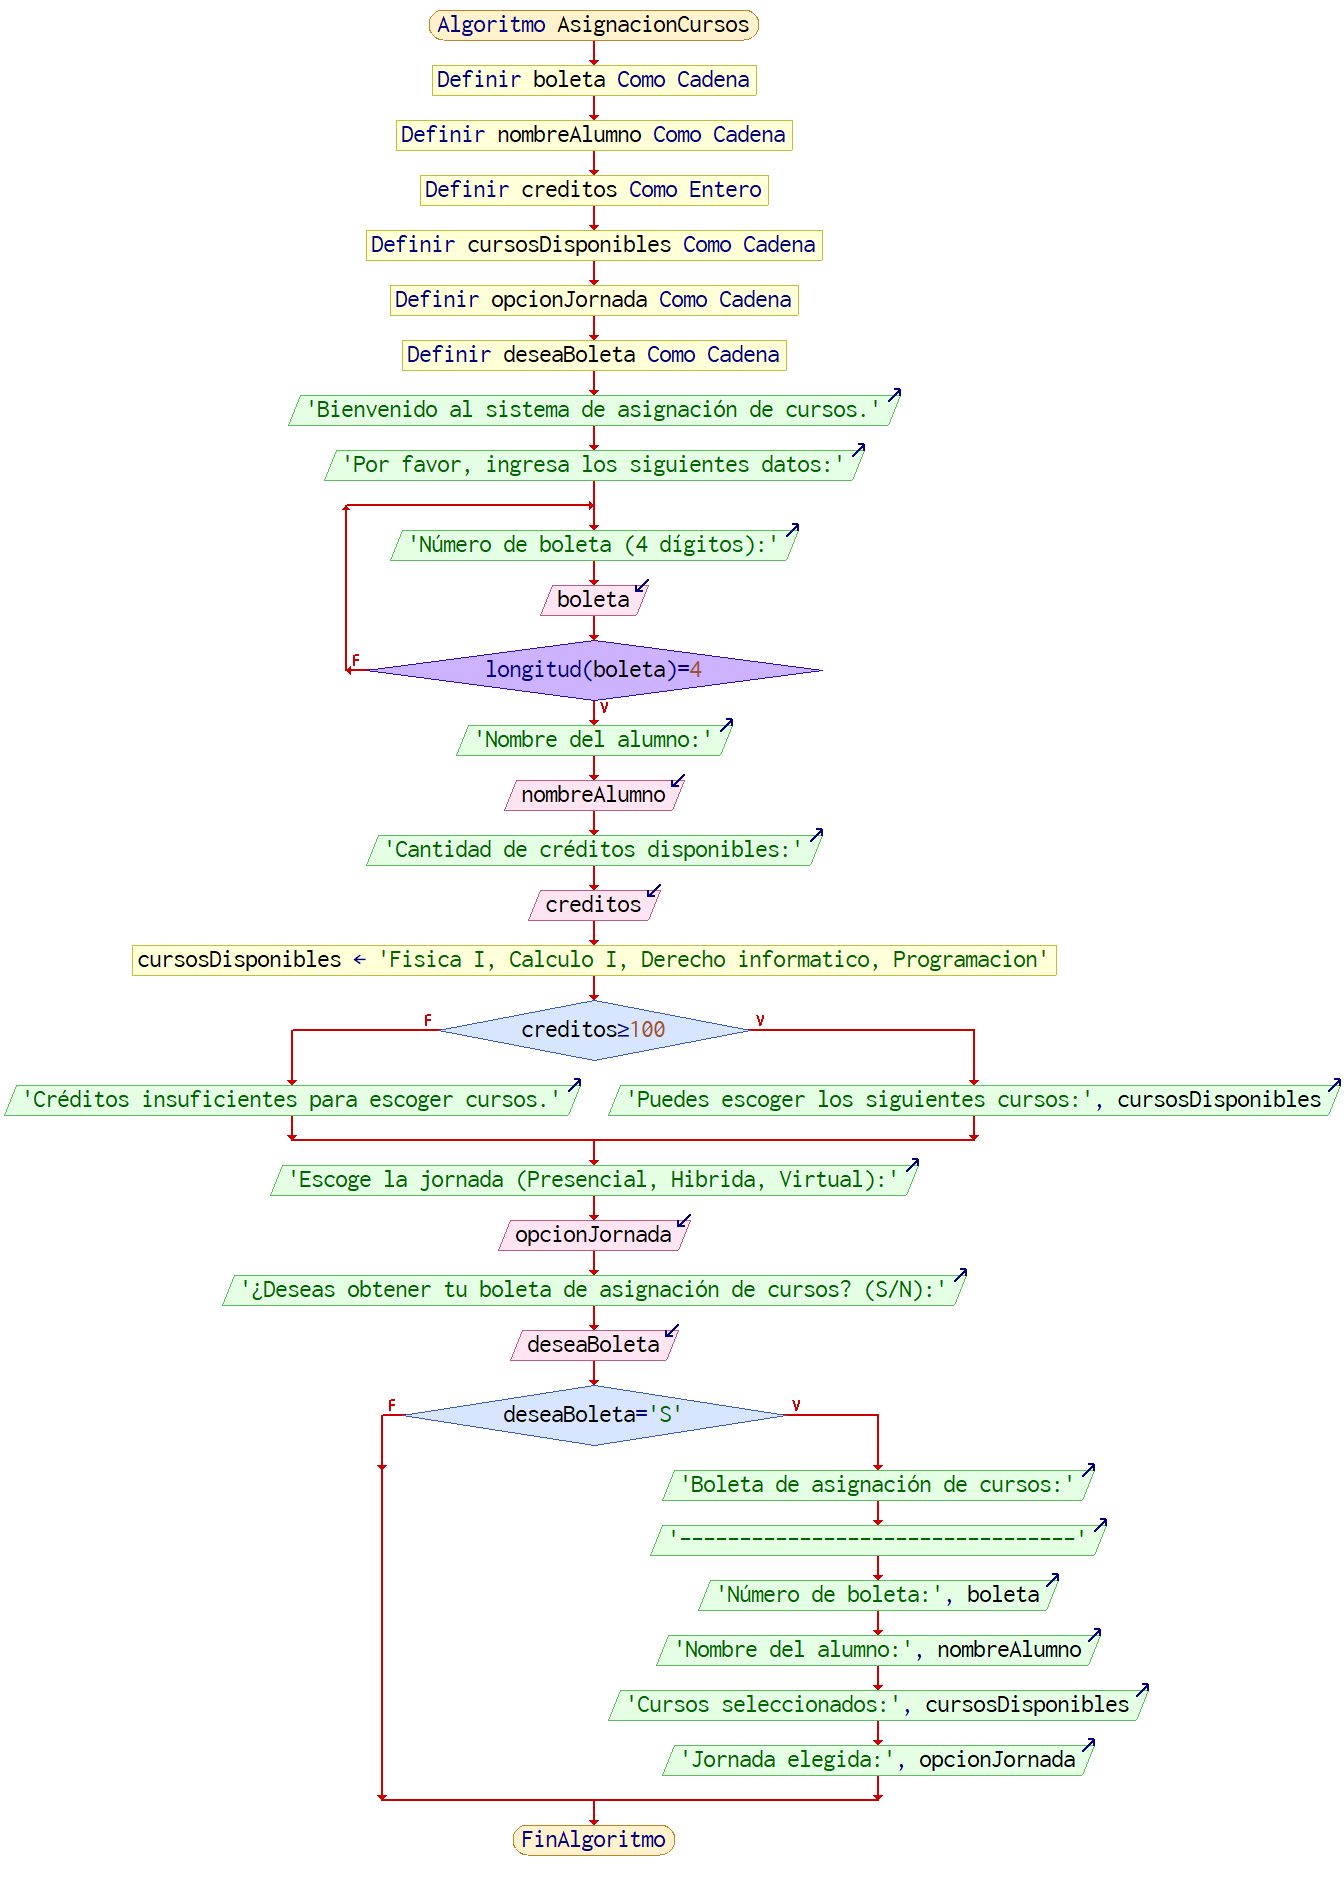 Algoritmo AsignacionCursos
Definir boleta Como Cadena
Definir nombreAlumno Como Cadena
Definir creditos Como Entero
Definir cursosDisponibles Como Cadena
Definir opcionJornada Como Cadena
Definir deseaBoleta Como Cadena
'Bienvenido al sistema de asignación de cursos.'
'Por favor, ingresa los siguientes datos:'
'Número de boleta (4 dígitos):'
boleta
F
longitud(boleta)=4
V
'Nombre del alumno:'
nombreAlumno
'Cantidad de créditos disponibles:'
creditos
cursosDisponibles ← 'Fisica I, Calculo I, Derecho informatico, Programacion'
F
creditos≥100
V
'Créditos insuficientes para escoger cursos.'
'Puedes escoger los siguientes cursos:', cursosDisponibles
'Escoge la jornada (Presencial, Hibrida, Virtual):'
opcionJornada
'¿Deseas obtener tu boleta de asignación de cursos? (S/N):'
deseaBoleta
F
deseaBoleta='S'
V
'Boleta de asignación de cursos:'
'---------------------------------'
'Número de boleta:', boleta
'Nombre del alumno:', nombreAlumno
'Cursos seleccionados:', cursosDisponibles
'Jornada elegida:', opcionJornada
FinAlgoritmo